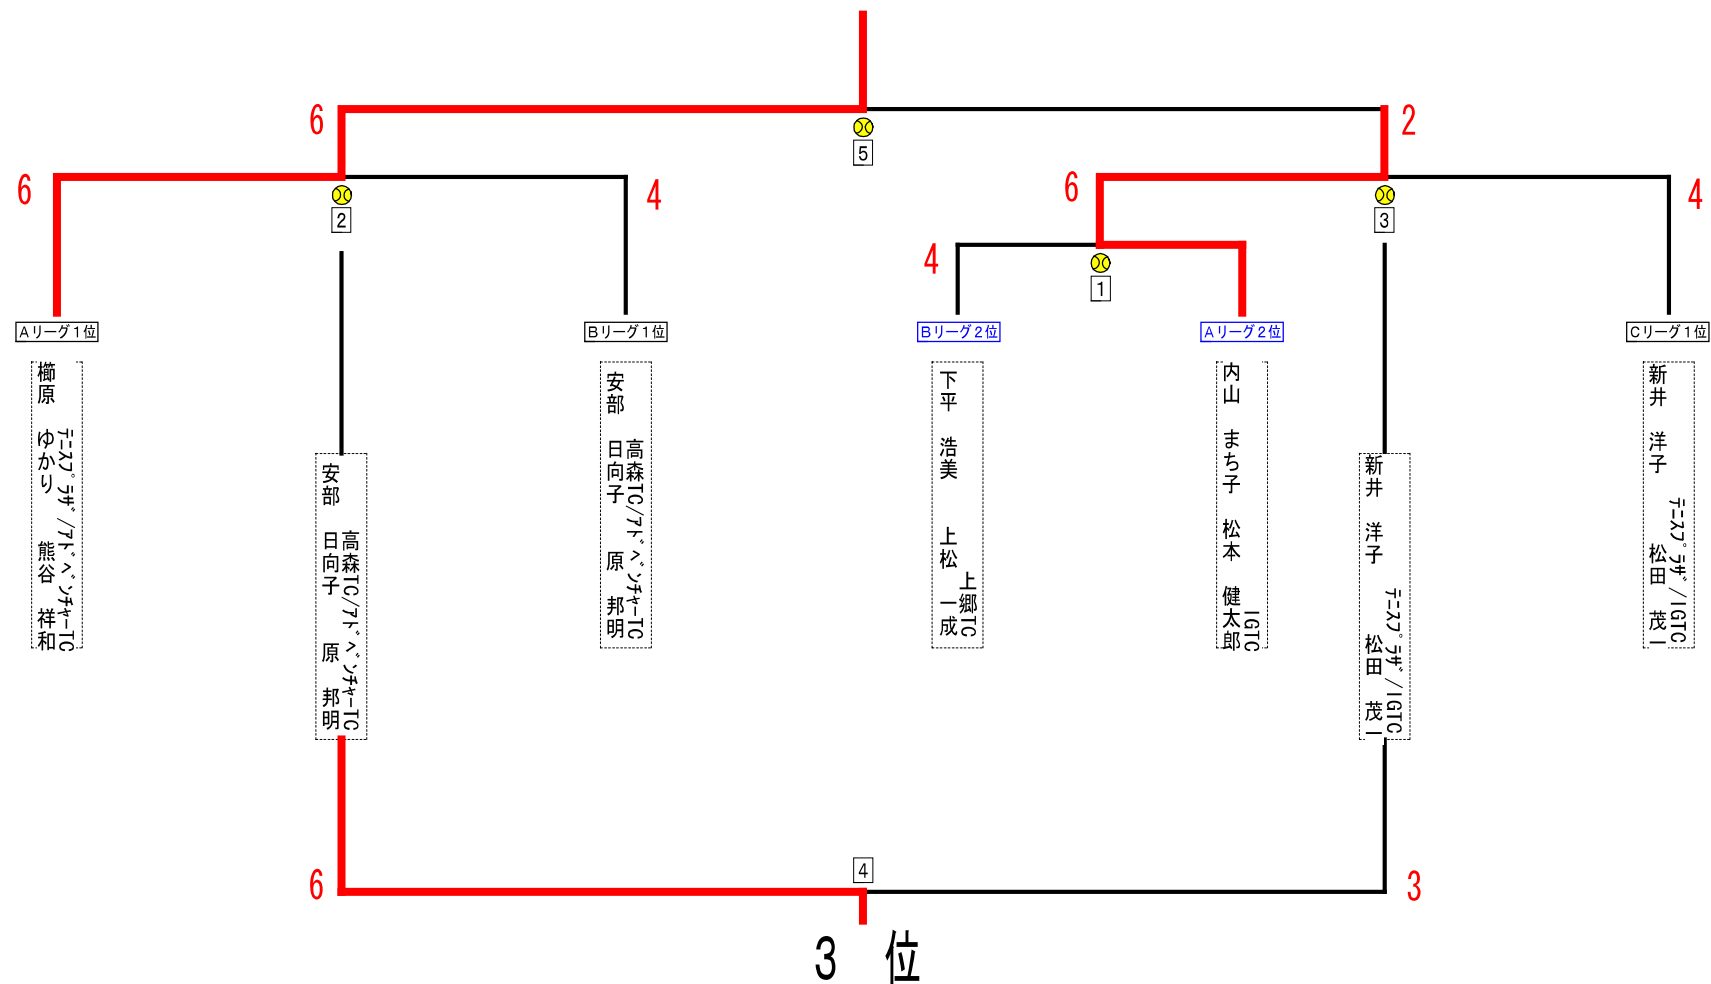 6
2
5
6
4
6
4
2
3
4
1
Aリーグ1位
Bリーグ1位
Bリーグ2位
Aリーグ2位
Cリーグ1位
櫛原 ゆかり 熊谷 祥和
ﾃﾆｽﾌﾟﾗｻﾞ/ｱﾄﾞﾍﾞﾝﾁｬｰTC
安部 日向子 原 邦明
高森TC/ｱﾄﾞﾍﾞﾝﾁｬｰTC
下平 浩美 上松 一成
上郷TC
内山 まち子 松本 健太郎
IGTC
新井 洋子 松田 茂一
ﾃﾆｽﾌﾟﾗｻﾞ/IGTC
安部 日向子 原 邦明
高森TC/ｱﾄﾞﾍﾞﾝﾁｬｰTC
新井 洋子 松田 茂一
ﾃﾆｽﾌﾟﾗｻﾞ/IGTC
4
6
3
3 位